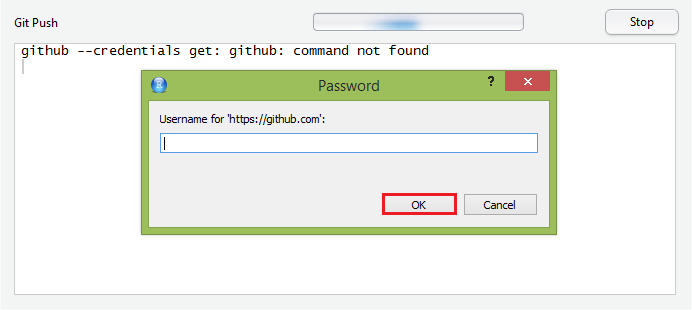 Git Push
Stop
github --credentials get: github: command not found
R
Password
?
Username for 'https://github.com':
OK
Cancel